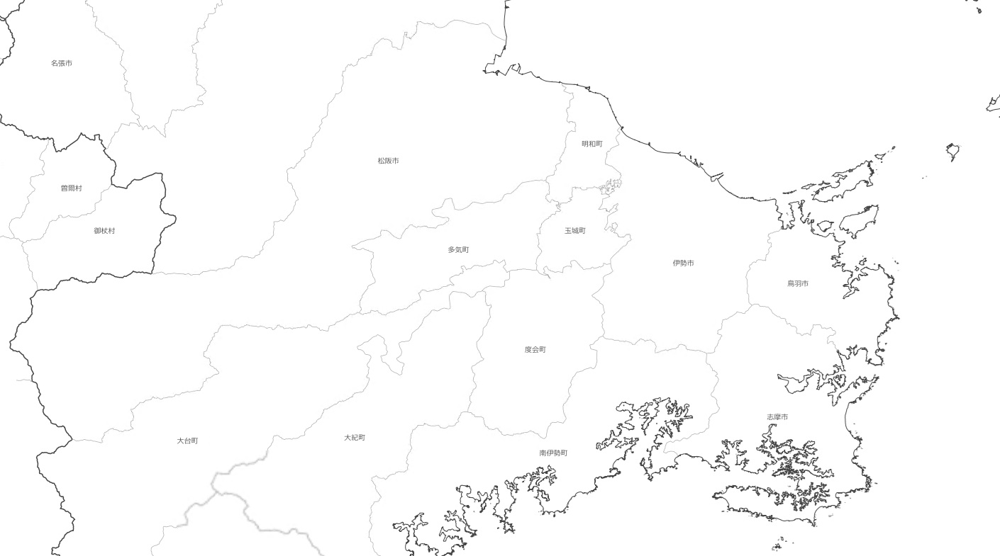 名張市
明和町
松阪市
曽爾村
御杖村
玉城町
多気町
伊勢市
鳥羽市
度会町
志摩市
大紀町
大台町
南伊勢町